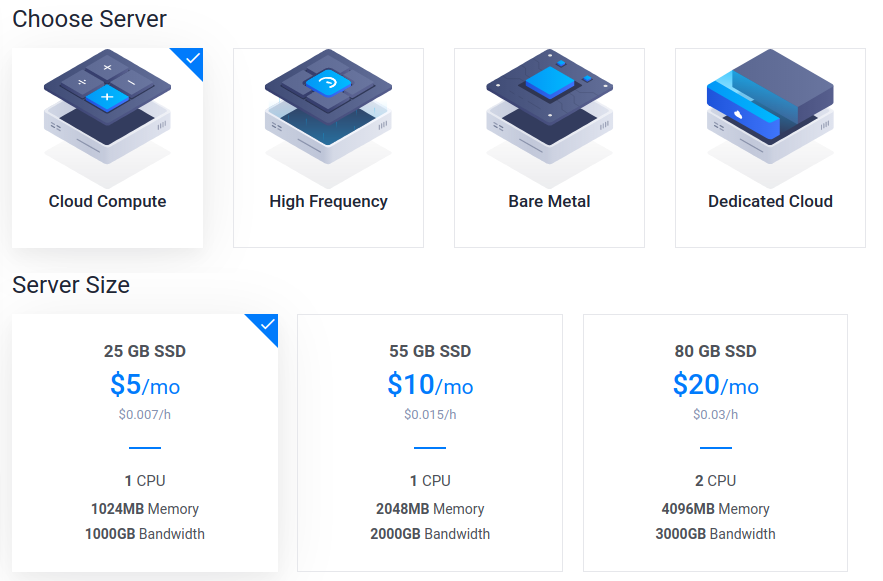 Choose Server
Cloud Compute
High Frequency
Bare Metal
Dedicated Cloud
Server Size
25 GB SSD
$5/mo
$0.007/h
1 CPU
1024MB Memory
1000GB Bandwidth
55 GB SSD
$10/mo
$0.015/h
1 CPU
2048MB Memory
2000GB Bandwidth
80 GB SSD
$20/mo
$0.03/h
2 CPU
4096MB Memory
3000GB Bandwidth